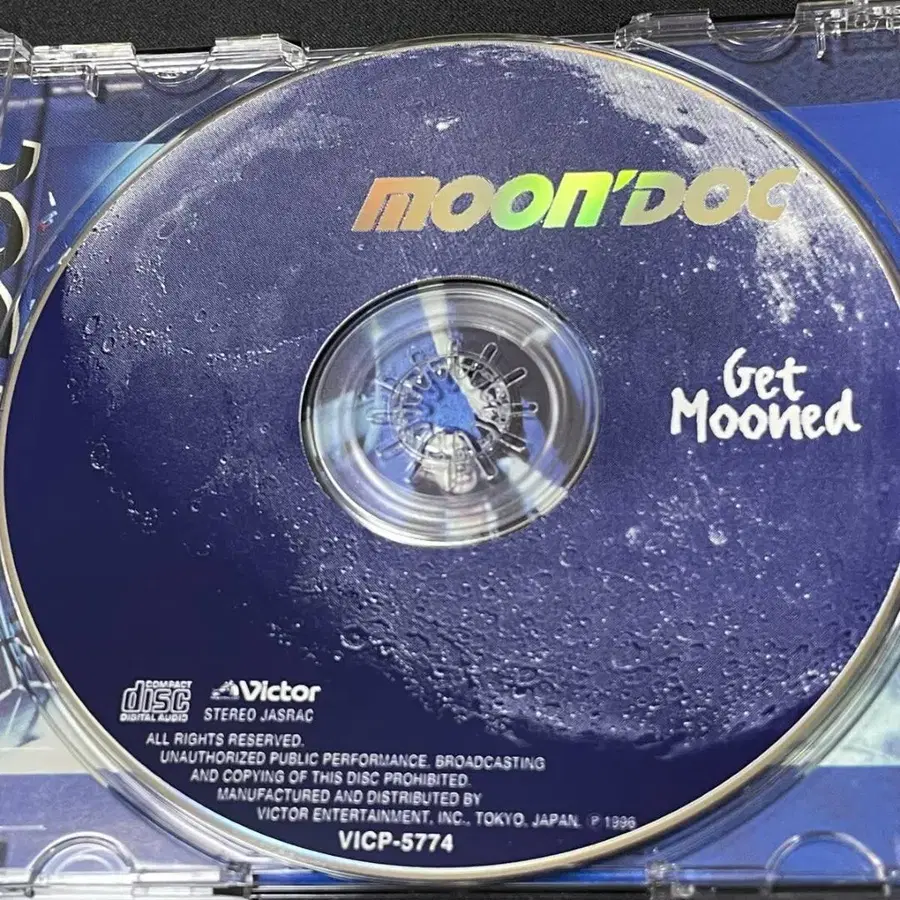 MOON'DOC
Get
Mooned
COMPACT
disc
DIGITAL AUDIO
Victor
STEREO JASRAC
ALL RIGHTS RESERVED.
UNAUTHORIZED PUBLIC PERFORMANCE, BROADCASTING
AND COPYING OF THIS DISC PROHIBITED.
MANUFACTURED AND DISTRIBUTED BY
VICTOR ENTERTAINMENT, INC., TOKYO, JAPAN. ℗ 1996
VICP-5774